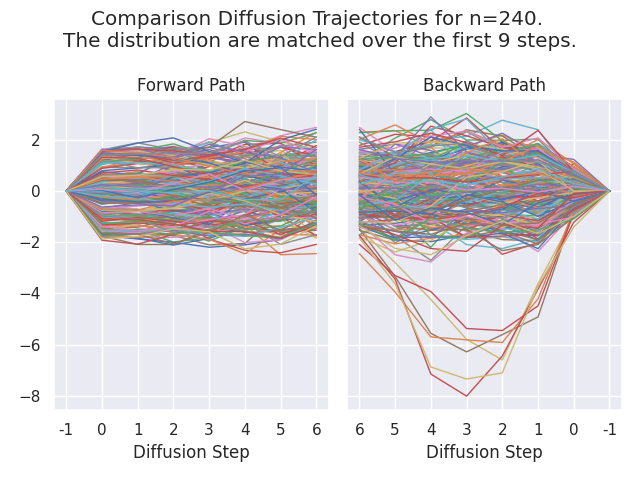 Comparison Diffusion Trajectories for n=240.
The distribution are matched over the first 9 steps.
Forward Path
Backward Path
2
0
−2
−4
−6
−8
-1 0 1 2 3 4 5 6
6 5 4 3 2 1 0 -1
Diffusion Step
Diffusion Step